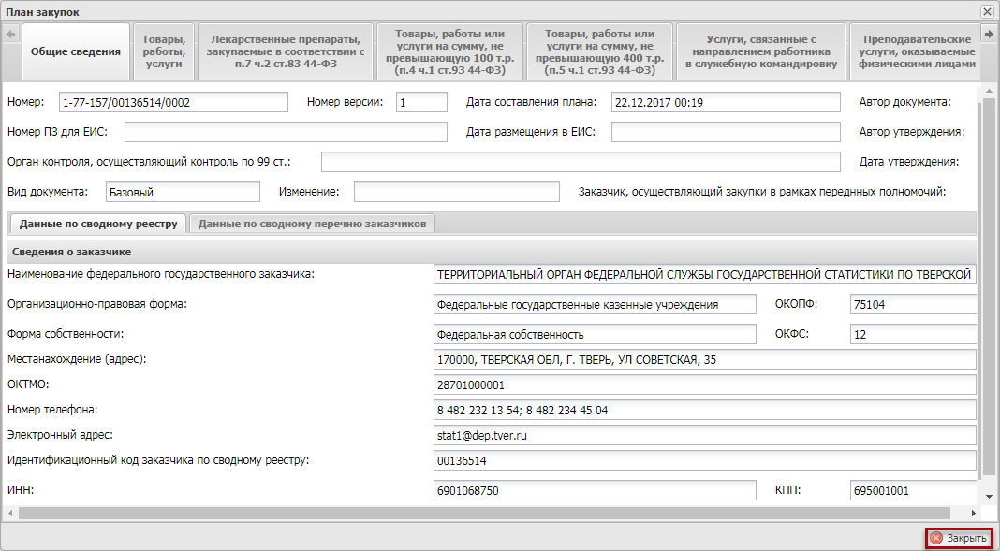 План закупок
Общие сведения
Товары,
работы,
услуги
Лекарственные препараты,
закупаемые в соответствии с
п.7 ч.2 ст.83 44-ФЗ
Товары, работы или
услуги на сумму, не
превышающую 100 т.р.
(п.4 ч.1 ст.93 44-ФЗ)
Товары, работы или
услуги на сумму, не
превышающую 400 т.р.
(п.5 ч.1 ст.93 44-ФЗ)
Услуги, связанные с
направлением работника
в служебную командировку
Преподавательские
услуги, оказываемые
физическими лицами
Номер: 1-77-157/00136514/0002 Номер версии: 1 Дата составления плана: 22.12.2017 00:19 Автор документа:
Номер ПЗ для ЕИС: Дата размещения в ЕИС: Автор утверждения:
Орган контроля, осуществляющий контроль по 99 ст.: Дата утверждения:
Вид документа: Базовый Изменение: Заказчик, осуществляющий закупки в рамках переднных полномочий:
Данные по сводному реестру Данные по сводному перечню заказчиков
Сведения о заказчике
Наименование федерального государственного заказчика: ТЕРРИТОРИАЛЬНЫЙ ОРГАН ФЕДЕРАЛЬНОЙ СЛУЖБЫ ГОСУДАРСТВЕННОЙ СТАТИСТИКИ ПО ТВЕРСКОЙ
Организационно-правовая форма: Федеральные государственные казенные учреждения ОКОПФ: 75104
Форма собственности: Федеральная собственность ОКФС: 12
Местанахождение (адрес): 170000, ТВЕРСКАЯ ОБЛ, Г. ТВЕРЬ, УЛ СОВЕТСКАЯ, 35
ОКТМО: 28701000001
Номер телефона: 8 482 232 13 54; 8 482 234 45 04
Электронный адрес: stat1@dep.tver.ru
Идентификационный код заказчика по сводному реестру: 00136514
ИНН: 6901068750 КПП: 695001001
Закрыть